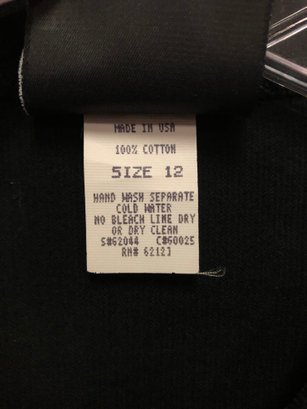 MADE IN USA
100% COTTON
SIZE 12
HAND WASH SEPARATE
COLD WATER
NO BLEACH LINE DRY
OR DRY CLEAN
S#62044 C#60025
RN# 62127